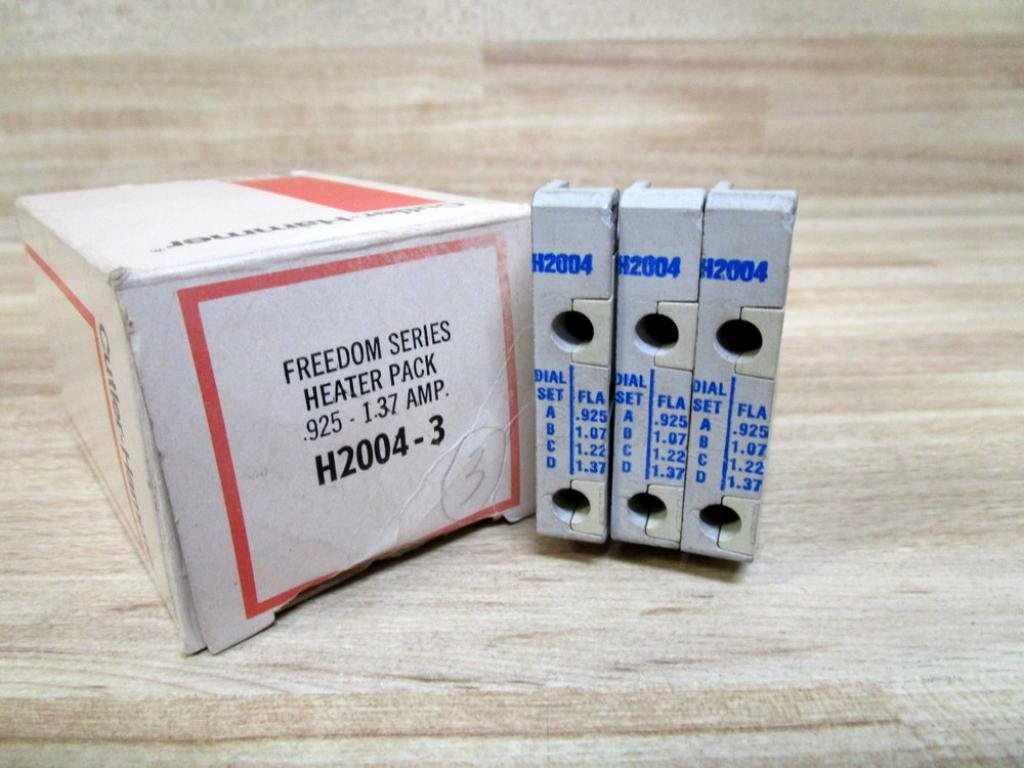 Cutler-Hammer®
Cutler-Hammer
FREEDOM SERIES
HEATER PACK
.925 - 1.37 AMP.
H2004-3
3
H2004
DIAL SET FLA
A .925
B 1.07
C 1.22
D 1.37
H2004
DIAL SET FLA
A .925
B 1.07
C 1.22
D 1.37
H2004
DIAL SET FLA
A .925
B 1.07
C 1.22
D 1.37